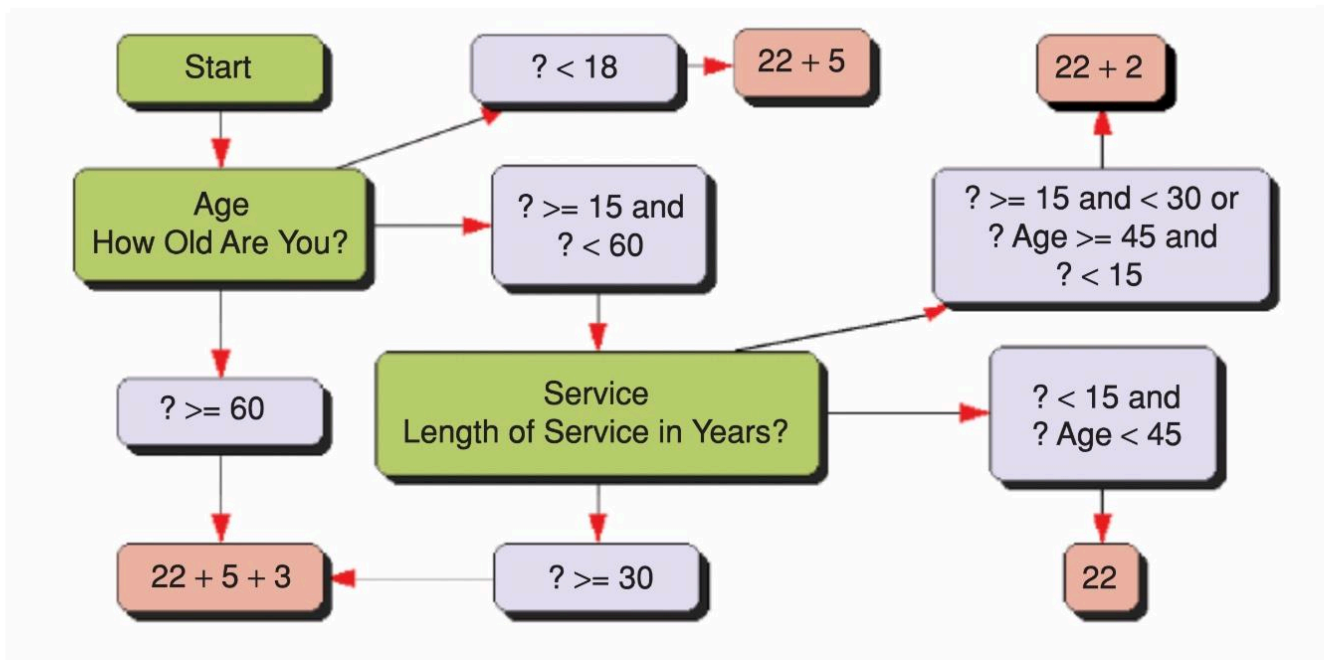 Start
? < 18
22 + 5
22 + 2
Age
How Old Are You?
? >= 15 and
? < 60
? >= 15 and < 30 or
? Age >= 45 and
? < 15
? >= 60
Service
Length of Service in Years?
? < 15 and
? Age < 45
22 + 5 + 3
? >= 30
22